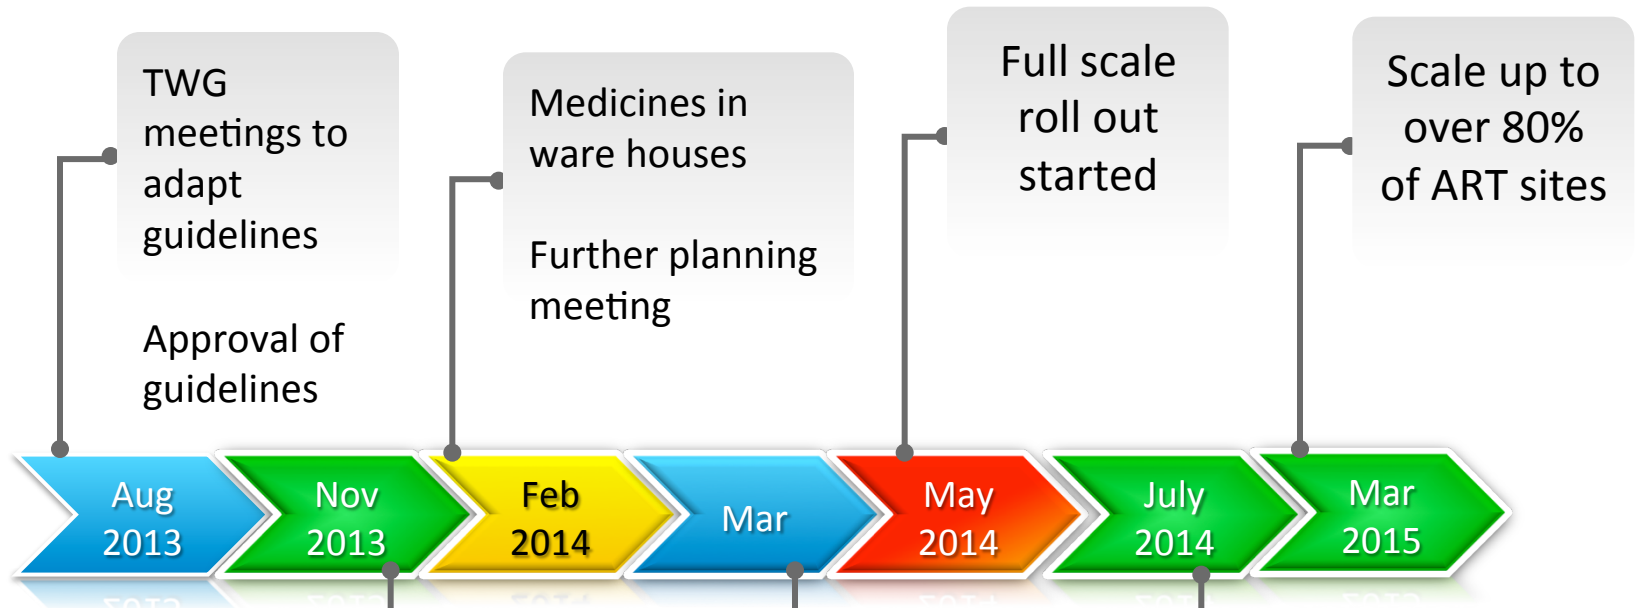 TWG
meetings to
adapt
guidelines
Approval of
guidelines
Medicines in
ware houses
Further planning
meeting
Full scale
roll out
started
Scale up to
over 80%
of ART sites
Aug
2013
Nov
2013
Feb
2014
Mar
May
2014
July
2014
Mar
2015